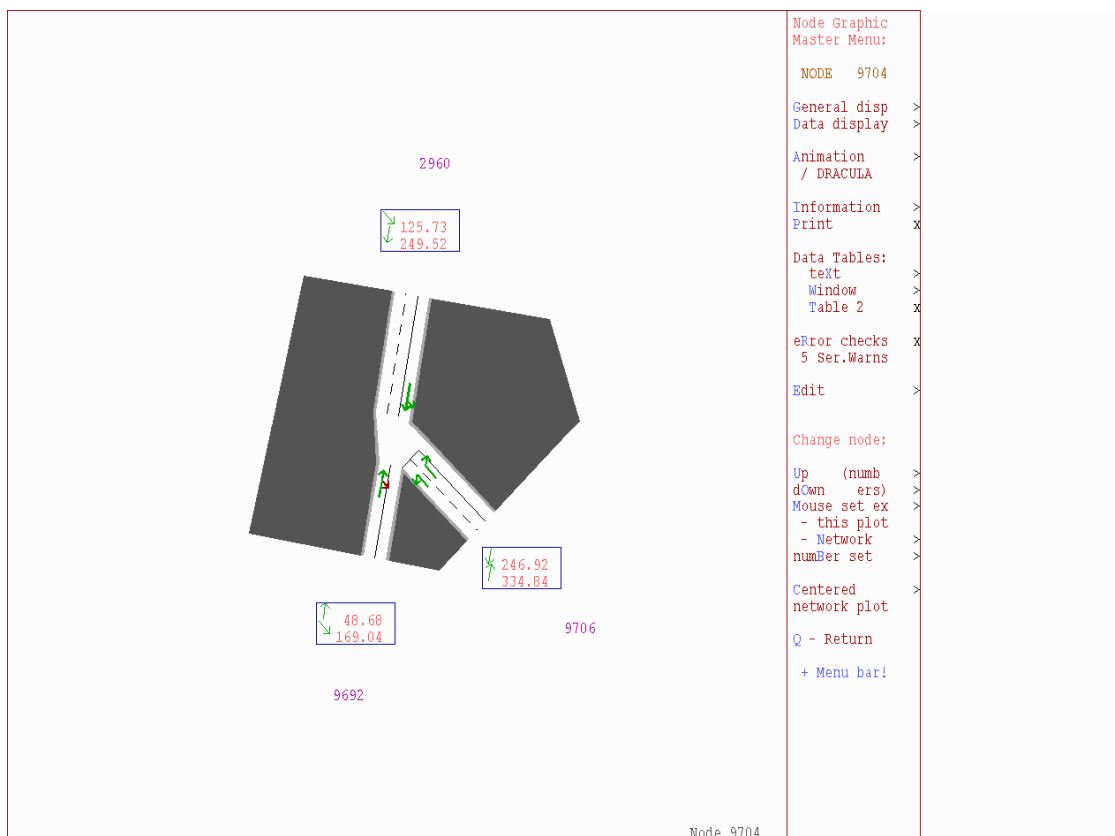 2960
125.73
249.52
246.92
334.84
48.68
169.04
9706
9692
Node 9704
Node Graphic
Master Menu:
NODE 9704
General disp >
Data display >
Animation >
/ DRACULA
Information >
Print x
Data Tables:
teXt >
Window >
Table 2 x
eRror checks x
5 Ser.Warns
Edit >
Change node:
Up (numb >
dOwn ers) >
Mouse set ex >
- this plot
- Network >
numBer set >
Centered >
network plot
Q - Return
+ Menu bar!